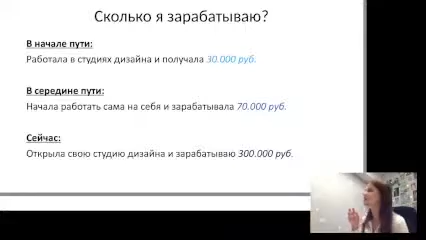 Сколько я зарабатываю?
В начале пути:
Работала в студиях дизайна и получала 30.000 руб.
В середине пути:
Начала работать сама на себя и зарабатывала 70.000 руб.
Сейчас:
Открыла свою студию дизайна и зарабатываю 300.000 руб.